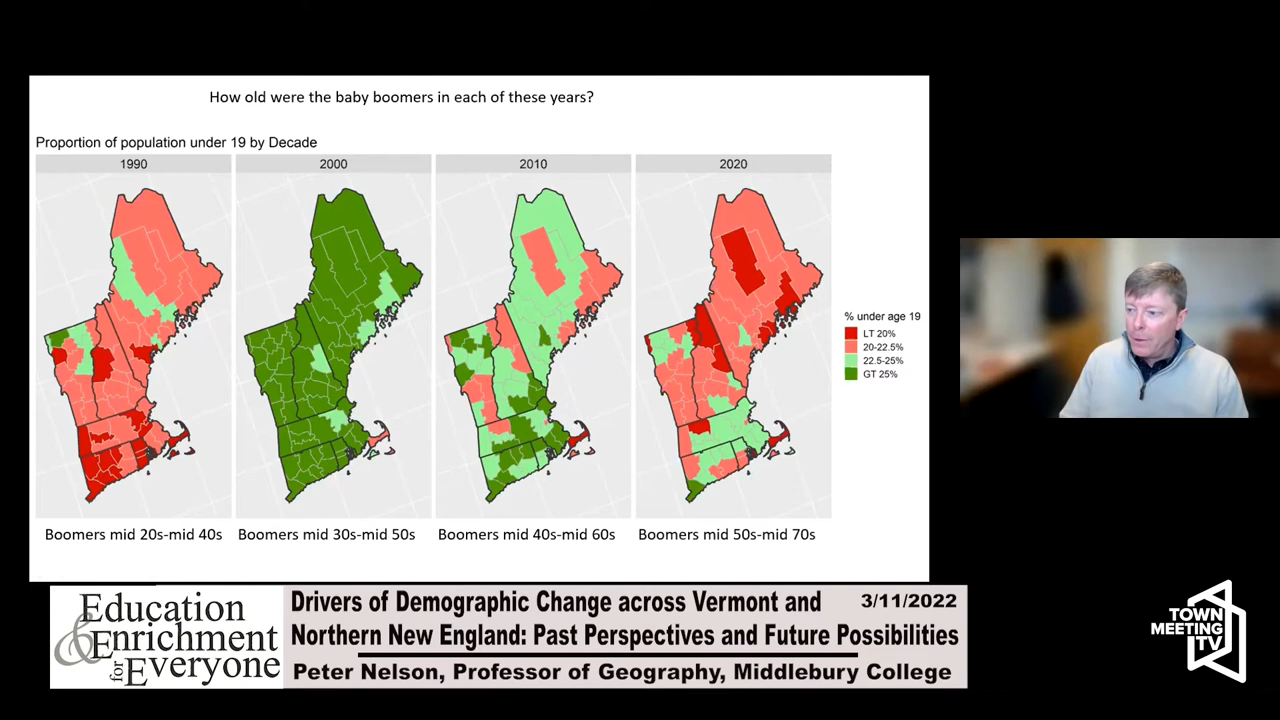 How old were the baby boomers in each of these years?
Proportion of population under 19 by Decade
1990
2000
2010
2020
% under age 19
LT 20%
20-22.5%
22.5-25%
GT 25%
Boomers mid 20s-mid 40s
Boomers mid 30s-mid 50s
Boomers mid 40s-mid 60s
Boomers mid 50s-mid 70s
Education
& Enrichment
for Everyone
Drivers of Demographic Change across Vermont and 3/11/2022
Northern New England: Past Perspectives and Future Possibilities
Peter Nelson, Professor of Geography, Middlebury College
TOWN
MEETING
TV